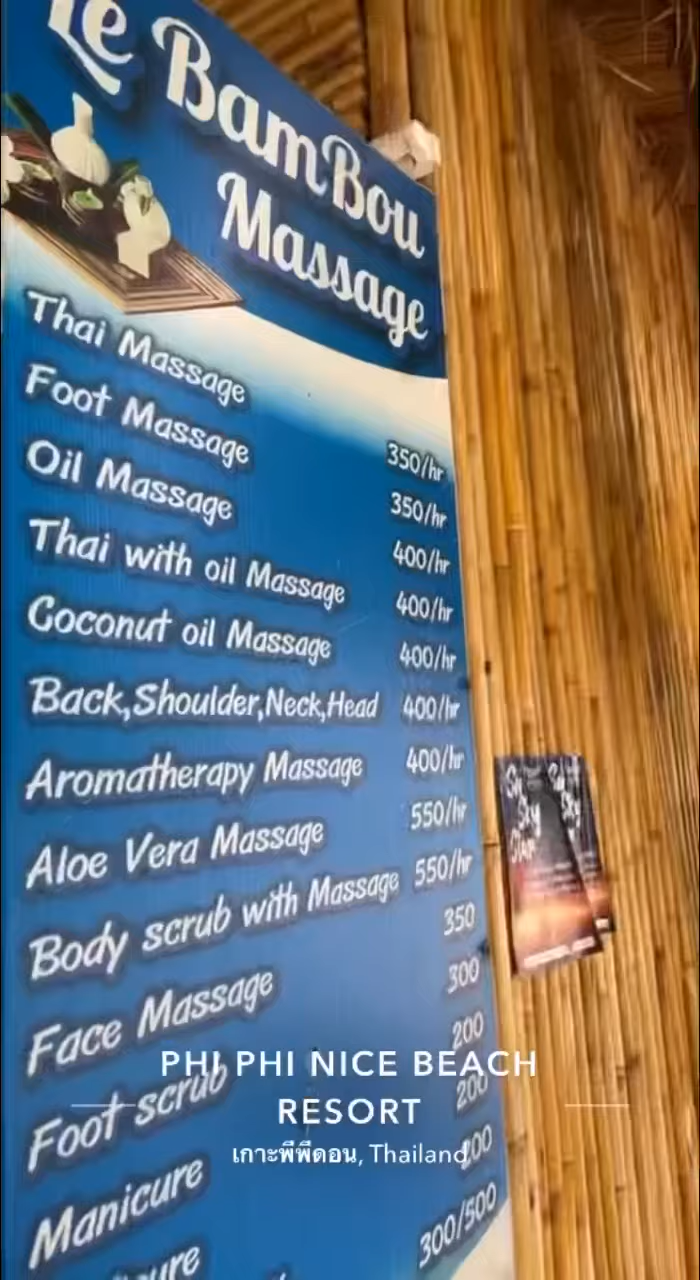 Le BamBou
Massage
Thai Massage 350/hr
Foot Massage 350/hr
Oil Massage 400/hr
Thai with oil Massage 400/hr
Coconut oil Massage 400/hr
Back,Shoulder,Neck,Head 400/hr
Aromatherapy Massage 400/hr
Aloe Vera Massage 550/hr
Body scrub with Massage 550/hr
Face Massage 350
Foot scrub 300
Manicure 200
200
300/500
Sky
PHI PHI NICE BEACH
RESORT
เกาะพีพีดอน, Thailand